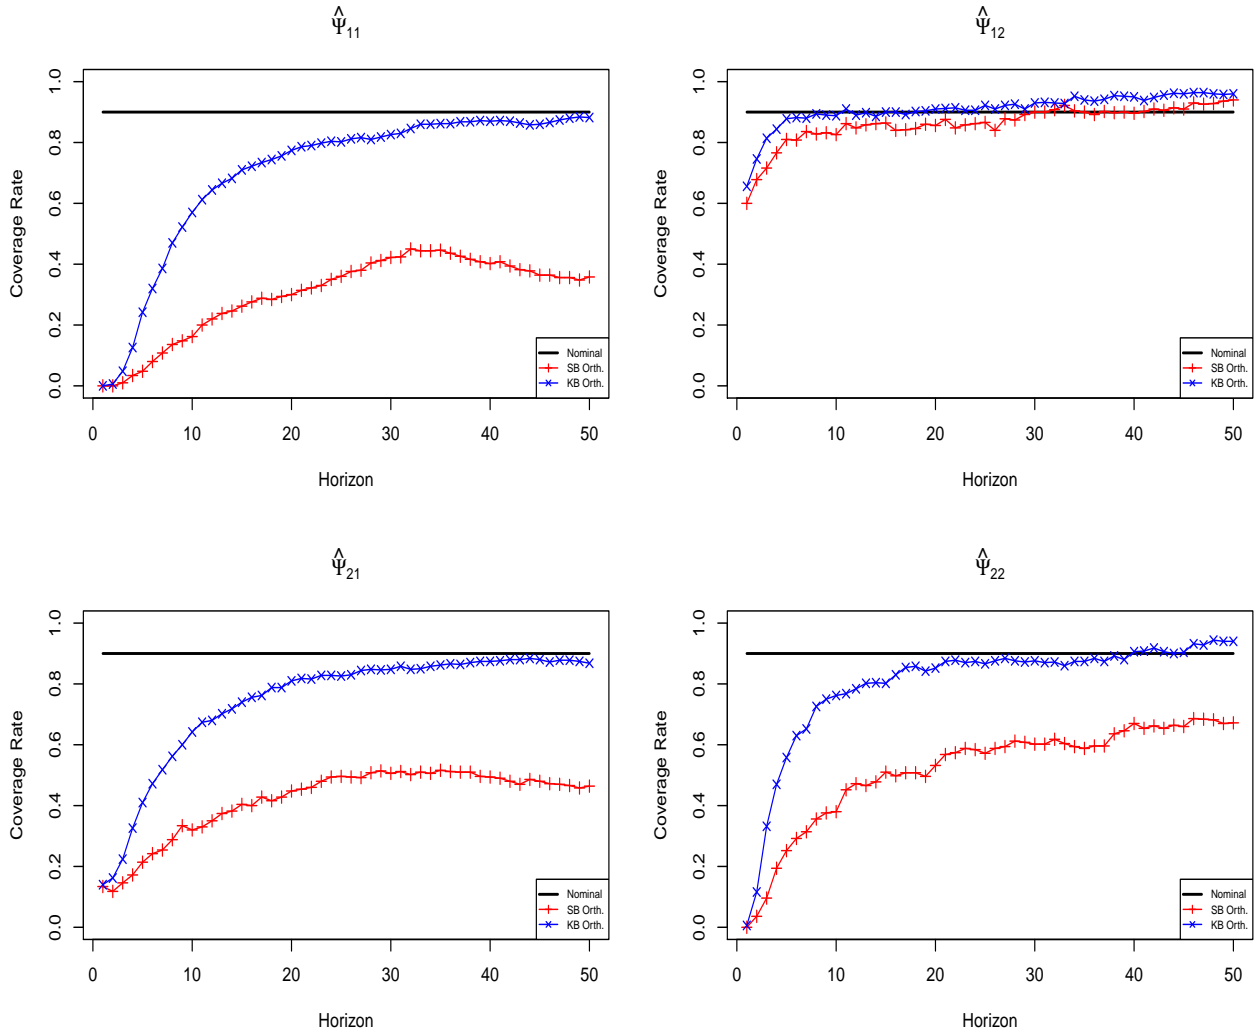 Ψ̂11
Coverage Rate
1.0
0.8
0.6
0.4
0.2
0.0
Nominal
SB Orth.
KB Orth.
0 10 20 30 40 50
Horizon
Ψ̂12
Coverage Rate
1.0
0.8
0.6
0.4
0.2
0.0
Nominal
SB Orth.
KB Orth.
0 10 20 30 40 50
Horizon
Ψ̂21
Coverage Rate
1.0
0.8
0.6
0.4
0.2
0.0
Nominal
SB Orth.
KB Orth.
0 10 20 30 40 50
Horizon
Ψ̂22
Coverage Rate
1.0
0.8
0.6
0.4
0.2
0.0
Nominal
SB Orth.
KB Orth.
0 10 20 30 40 50
Horizon